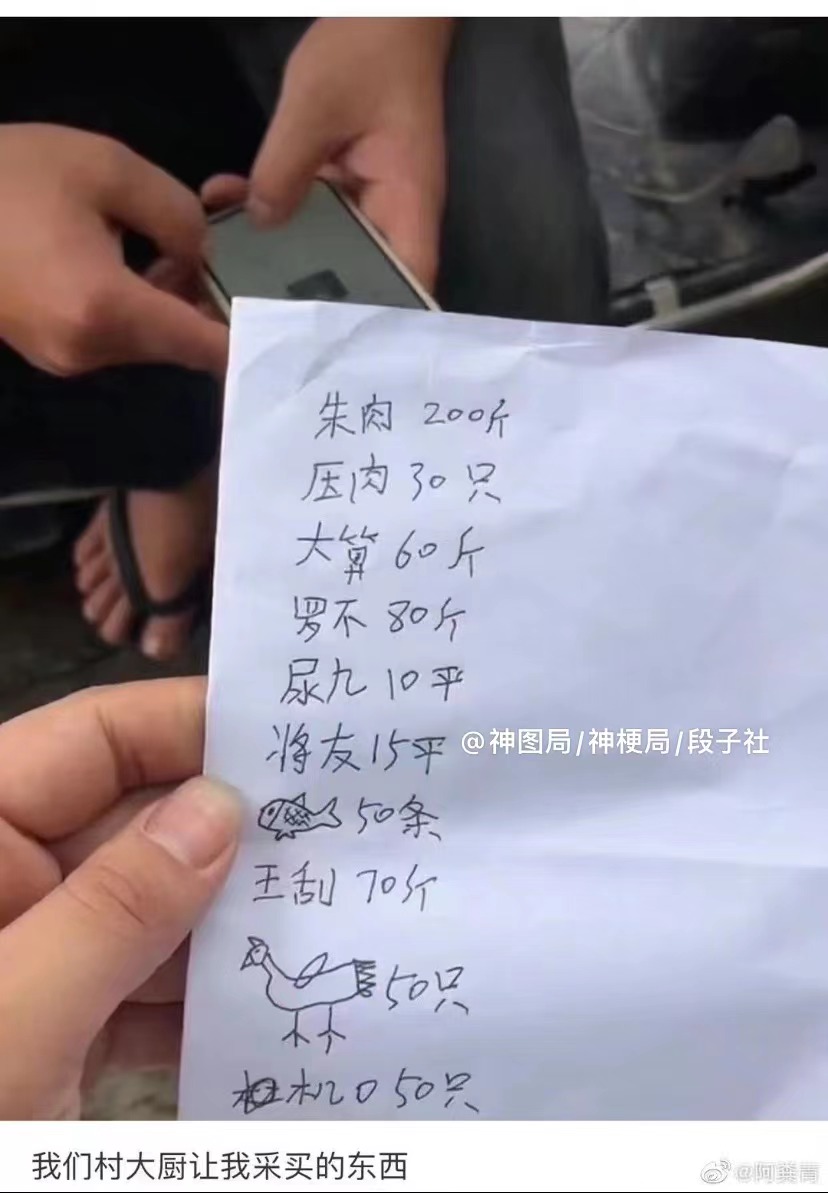 朱肉 200斤
压肉 30只
大算 60斤
罗不 80斤
尿九 10平
将友 15平
@神图局/神梗局/段子社
50条
王刮 70斤
50只
机 50只
我们村大厨让我采买的东西
@阿龚青